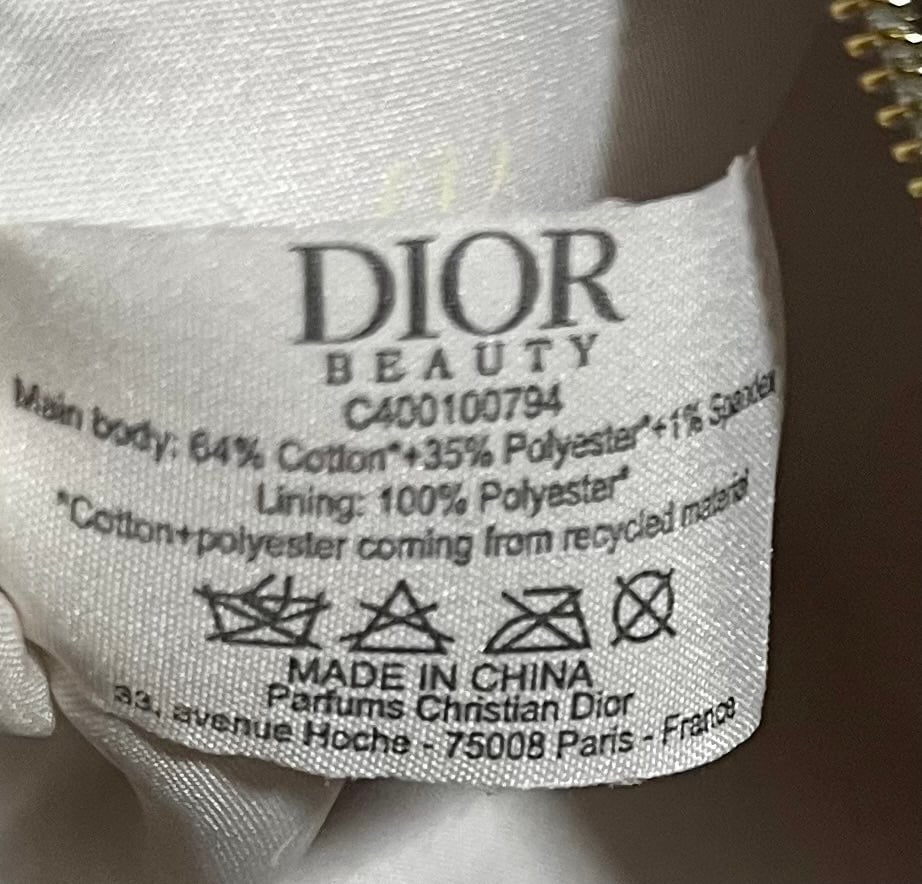 DIOR
BEAUTY
C400100794
Main body: 64% Cotton*+35% Polyester*+1% Spandex
Lining: 100% Polyester*
*Cotton+polyester coming from recycled material
MADE IN CHINA
Parfums Christian Dior
33, avenue Hoche - 75008 Paris - France